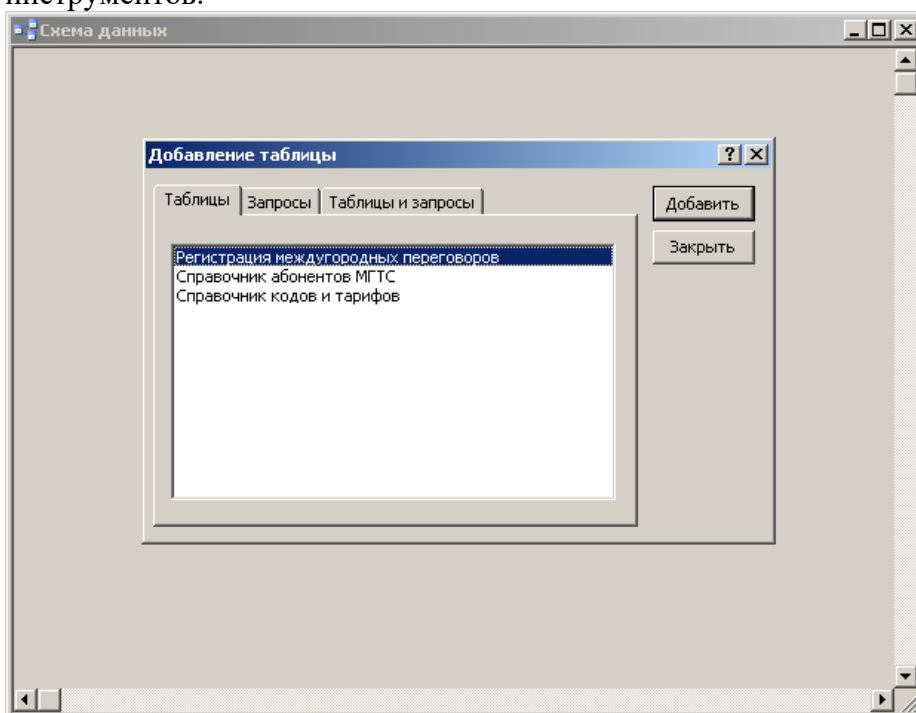 инструментов.
Схема данных
Добавление таблицы
Таблицы Запросы Таблицы и запросы
Добавить
Закрыть
Регистрация междугородных переговоров
Справочник абонентов МГТС
Справочник кодов и тарифов